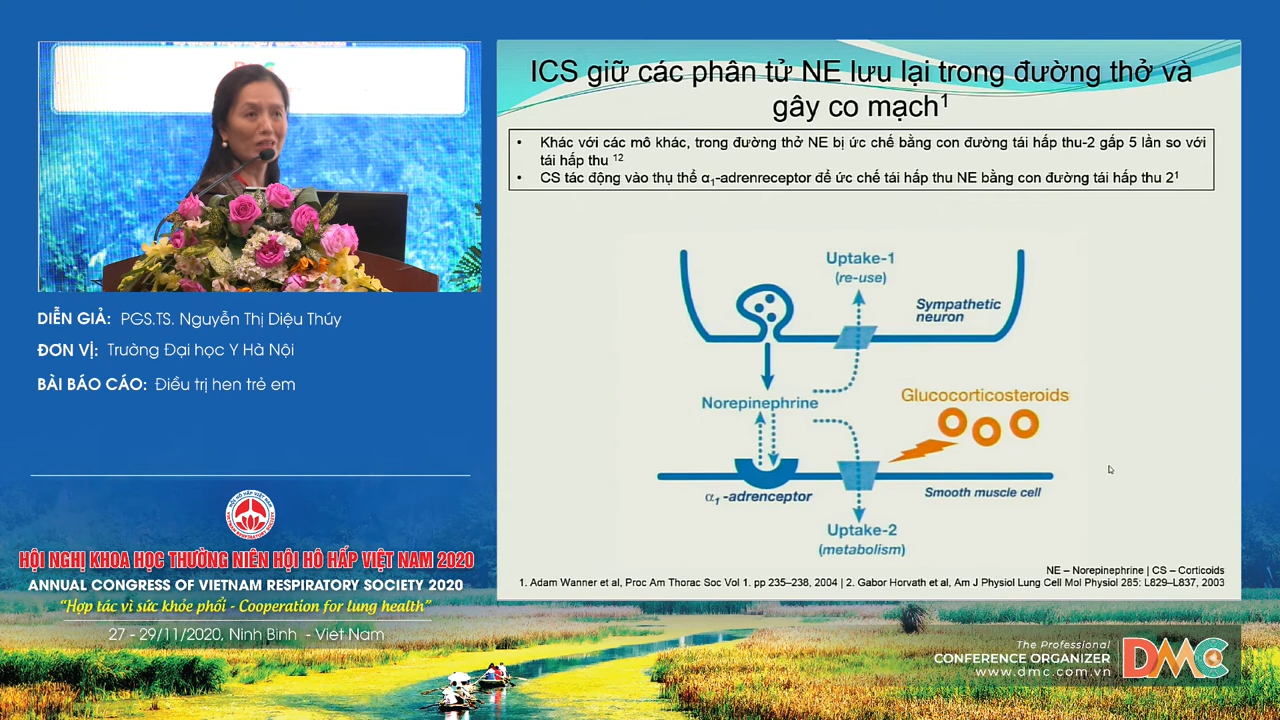 DIỄN GIẢ: PGS.TS. Nguyễn Thị Diệu Thúy
ĐƠN VỊ: Trường Đại học Y Hà Nội
BÀI BÁO CÁO: Điều trị hen trẻ em
HỘI HÔ HẤP VIỆT NAM
VIETNAM RESPIRATORY SOCIETY
HỘI NGHỊ KHOA HỌC THƯỜNG NIÊN HỘI HÔ HẤP VIỆT NAM 2020
ANNUAL CONGRESS OF VIETNAM RESPIRATORY SOCIETY 2020
“Hợp tác vì sức khỏe phổi - Cooperation for lung health”
27 - 29/11/2020, Ninh Bình - Việt Nam
ICS giữ các phân tử NE lưu lại trong đường thở và
gây co mạch¹
• Khác với các mô khác, trong đường thở NE bị ức chế bằng con đường tái hấp thu-2 gấp 5 lần so với
tái hấp thu ¹²
• CS tác động vào thụ thể α₁-adrenreceptor để ức chế tái hấp thu NE bằng con đường tái hấp thu 2¹
Uptake-1
(re-use)
Sympathetic
neuron
Norepinephrine
Glucocorticosteroids
α₁-adrenceptor
Smooth muscle cell
Uptake-2
(metabolism)
NE – Norepinephrine | CS – Corticoids
1. Adam Wanner et al, Proc Am Thorac Soc Vol 1. pp 235–238, 2004 | 2. Gabor Horvath et al, Am J Physiol Lung Cell Mol Physiol 285: L829–L837, 2003
The Professional
CONFERENCE ORGANIZER
www.dmc.com.vn
DMC